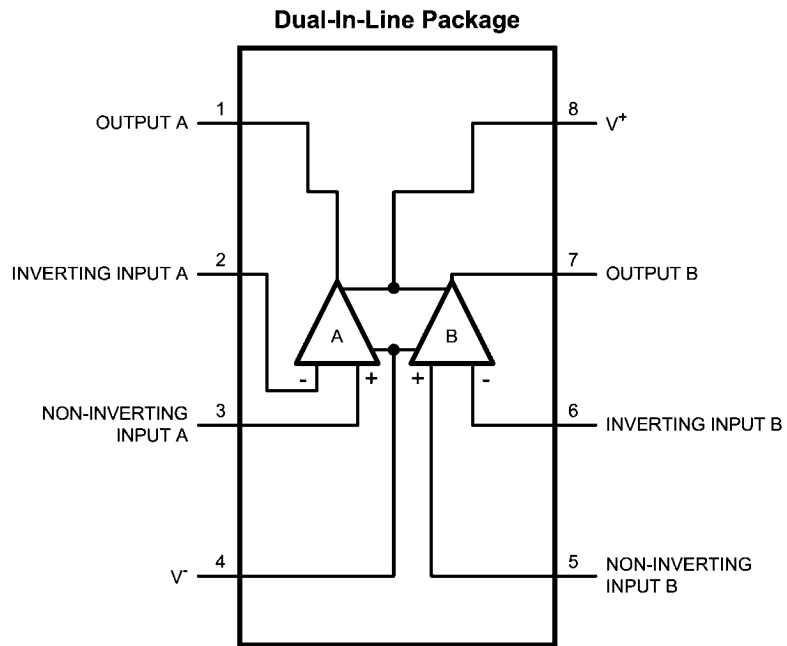 Dual-In-Line Package
1
OUTPUT A
8
V+
2
INVERTING INPUT A
7
OUTPUT B
A
B
-
+
+
-
3
NON-INVERTING
INPUT A
6
INVERTING INPUT B
4
V-
5
NON-INVERTING
INPUT B